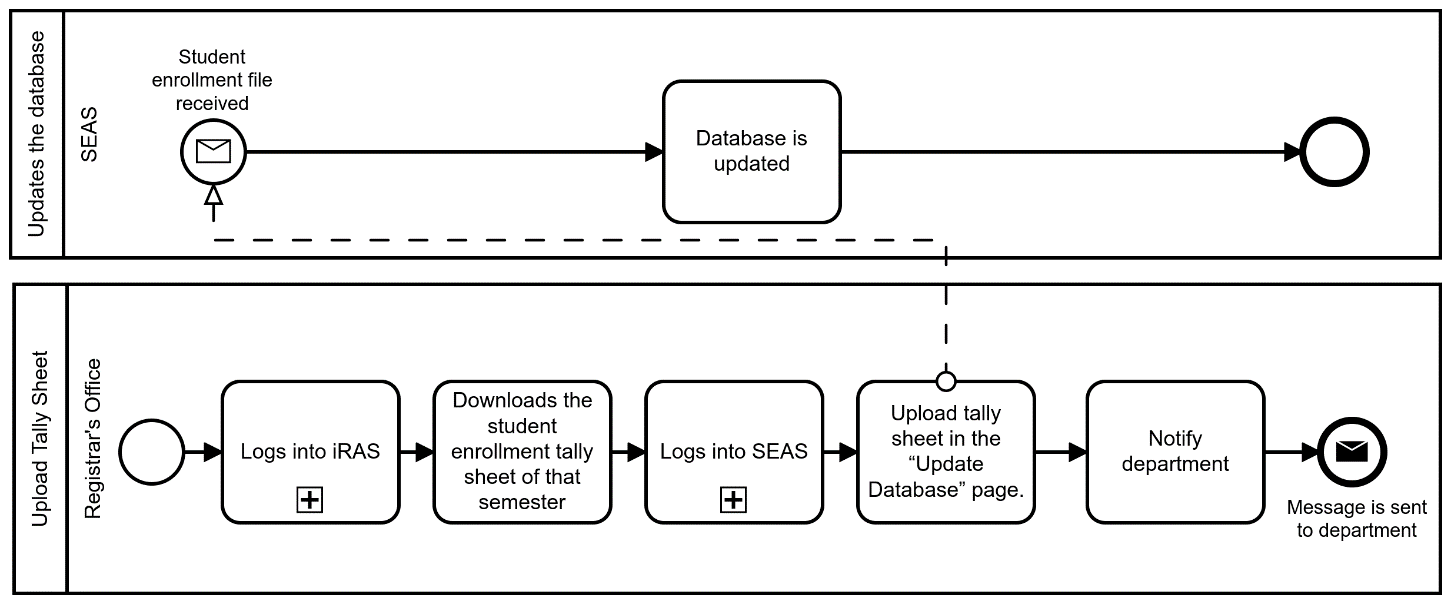 Updates the database
SEAS
Student
enrollment file
received
Database is
updated
Upload Tally Sheet
Registrar's Office
Logs into iRAS
Downloads the
student
enrollment tally
sheet of that
semester
Logs into SEAS
Upload tally
sheet in the
“Update
Database” page.
Notify
department
Message is sent
to department